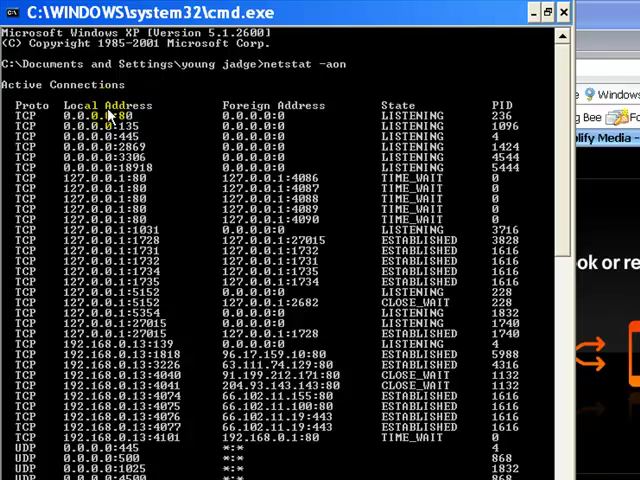 C:\WINDOWS\system32\cmd.exe
Microsoft Windows XP [Version 5.1.2600]
(C) Copyright 1985-2001 Microsoft Corp.
C:\Documents and Settings\young jadge>netstat -aon
Active Connections
Proto Local Address Foreign Address State PID
TCP 0.0.0.0:80 0.0.0.0:0 LISTENING 236
TCP 0.0.0.0:135 0.0.0.0:0 LISTENING 1096
TCP 0.0.0.0:445 0.0.0.0:0 LISTENING 4
TCP 0.0.0.0:2869 0.0.0.0:0 LISTENING 1424
TCP 0.0.0.0:3306 0.0.0.0:0 LISTENING 4544
TCP 0.0.0.0:18918 0.0.0.0:0 LISTENING 5444
TCP 127.0.0.1:80 127.0.0.1:4086 TIME_WAIT 0
TCP 127.0.0.1:80 127.0.0.1:4087 TIME_WAIT 0
TCP 127.0.0.1:80 127.0.0.1:4088 TIME_WAIT 0
TCP 127.0.0.1:80 127.0.0.1:4089 TIME_WAIT 0
TCP 127.0.0.1:80 127.0.0.1:4090 TIME_WAIT 0
TCP 127.0.0.1:1031 0.0.0.0:0 LISTENING 3716
TCP 127.0.0.1:1728 127.0.0.1:27015 ESTABLISHED 3828
TCP 127.0.0.1:1731 127.0.0.1:1732 ESTABLISHED 1616
TCP 127.0.0.1:1732 127.0.0.1:1731 ESTABLISHED 1616
TCP 127.0.0.1:1734 127.0.0.1:1735 ESTABLISHED 1616
TCP 127.0.0.1:1735 127.0.0.1:1734 ESTABLISHED 1616
TCP 127.0.0.1:5152 0.0.0.0:0 LISTENING 228
TCP 127.0.0.1:5152 127.0.0.1:2682 CLOSE_WAIT 228
TCP 127.0.0.1:5354 0.0.0.0:0 LISTENING 1832
TCP 127.0.0.1:27015 0.0.0.0:0 LISTENING 1740
TCP 127.0.0.1:27015 127.0.0.1:1728 ESTABLISHED 1740
TCP 192.168.0.13:139 0.0.0.0:0 LISTENING 4
TCP 192.168.0.13:1818 96.17.159.10:80 ESTABLISHED 5988
TCP 192.168.0.13:3226 63.111.74.129:80 ESTABLISHED 4316
TCP 192.168.0.13:4040 91.199.212.171:80 CLOSE_WAIT 1132
TCP 192.168.0.13:4041 204.93.143.143:80 CLOSE_WAIT 1132
TCP 192.168.0.13:4074 66.102.11.155:80 ESTABLISHED 1616
TCP 192.168.0.13:4075 66.102.11.100:80 ESTABLISHED 1616
TCP 192.168.0.13:4076 66.102.11.19:443 ESTABLISHED 1616
TCP 192.168.0.13:4077 66.102.11.19:443 ESTABLISHED 1616
TCP 192.168.0.13:4101 192.168.0.1:80 TIME_WAIT 0
UDP 0.0.0.0:445 *:* 4
UDP 0.0.0.0:500 *:* 868
UDP 0.0.0.0:1025 *:* 1832
UDP 0.0.0.0:4500 *:* 868
Windows
g Bee Fo
plify Media -
ok or re